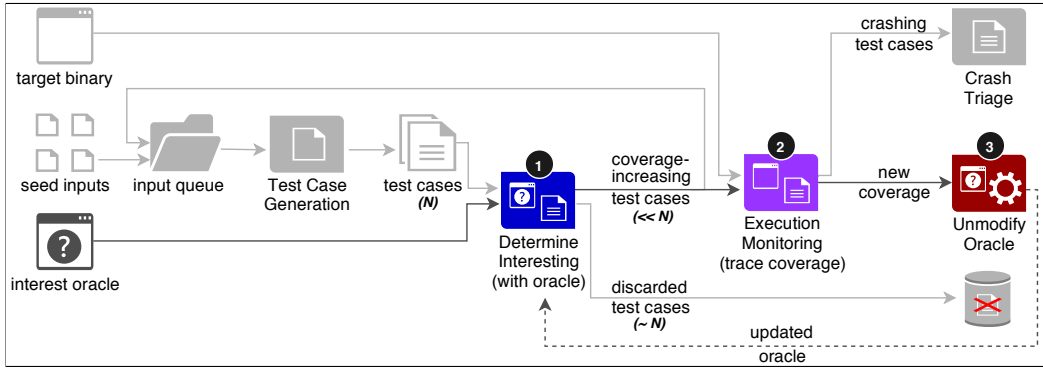 target binary
seed inputs
input queue
Test Case
Generation
test cases
(N)
?
interest oracle
1
?
Determine
Interesting
(with oracle)
coverage-
increasing
test cases
(<< N)
discarded
test cases
(~ N)
2
Execution
Monitoring
(trace coverage)
crashing
test cases
Crash
Triage
new
coverage
3
?
Unmodify
Oracle
updated
oracle